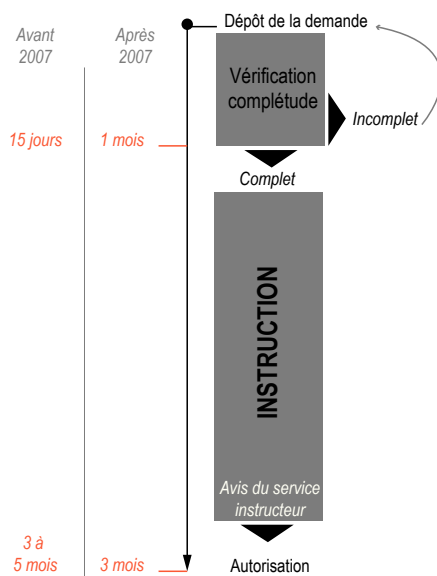 Avant
2007
Après
2007
Dépôt de la demande
Vérification
complétude
Incomplet
15 jours
1 mois
Complet
INSTRUCTION
Avis du service
instructeur
3 à
5 mois
3 mois
Autorisation